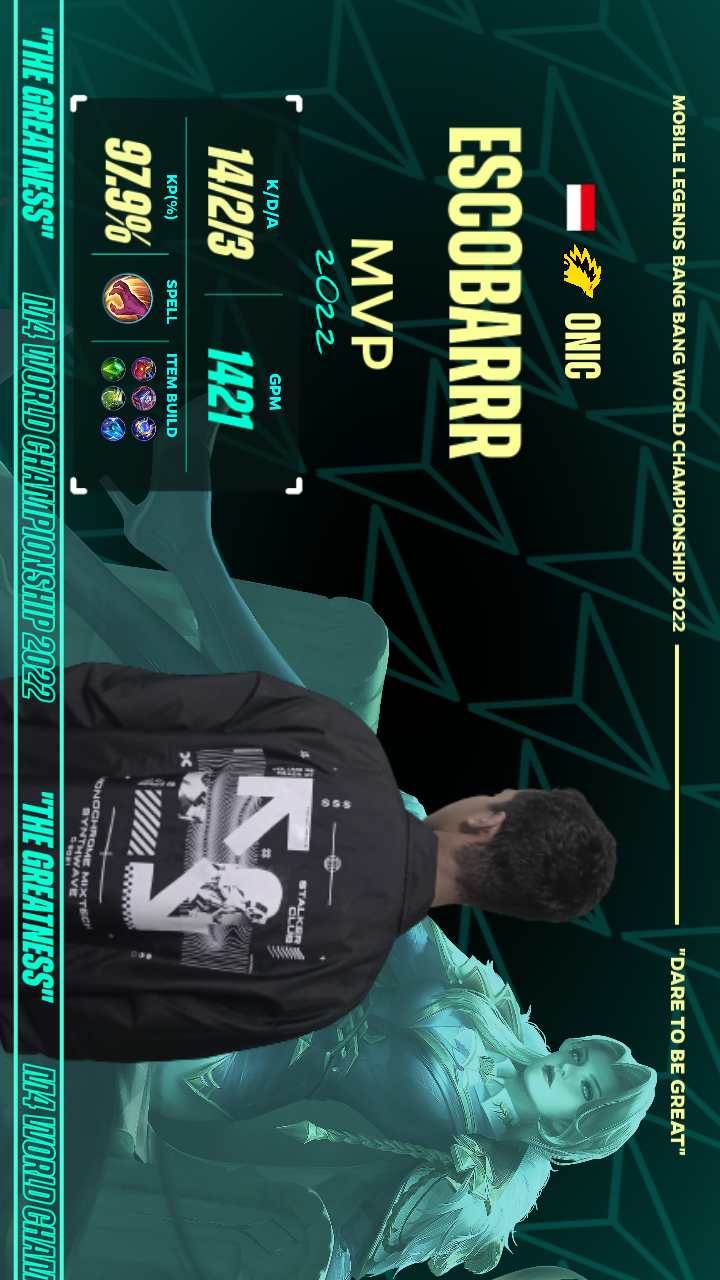 MOBILE LEGENDS BANG BANG WORLD CHAMPIONSHIP 2022
"DARE TO BE GREAT"
ONIC
ESCOBARRR
MVP
2022
K/D/A
14/2/3
GPM
1421
KP(%)
97.9%
SPELL
ITEM BUILD
SSS
#
STALKER
CLUB
MONOCHROME MIXTECH
SYNTHWAVE
"THE GREATNESS" M4 WORLD CHAMPIONSHIP 2022 "THE GREATNESS" M4 WORLD CHAM